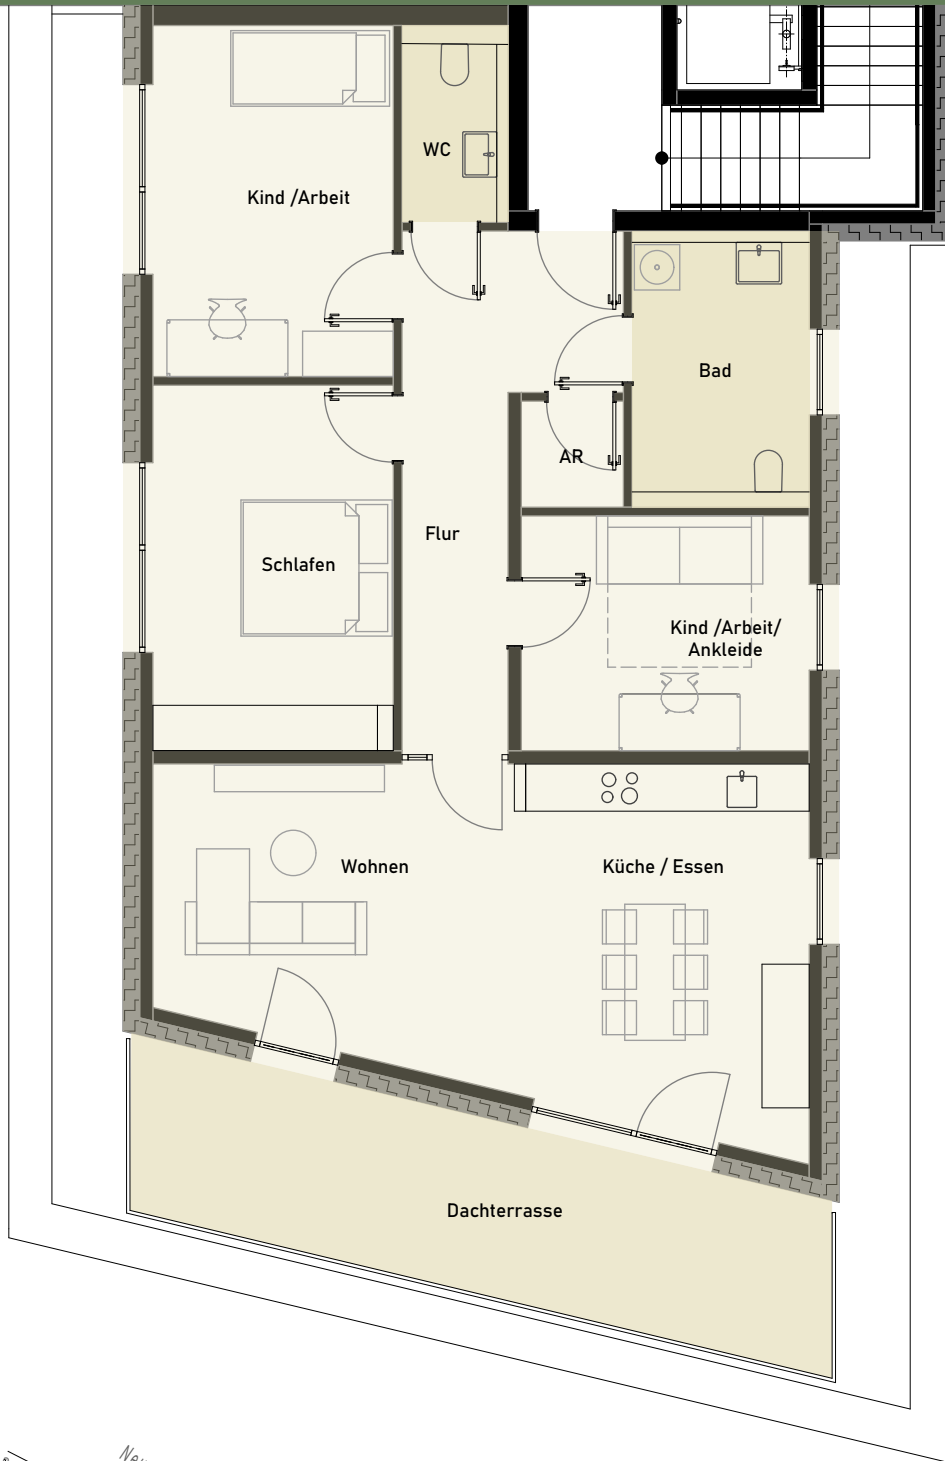 WC
Kind /Arbeit
Bad
AR
Flur
Schlafen
Kind /Arbeit/
Ankleide
Wohnen
Küche / Essen
Dachterrasse